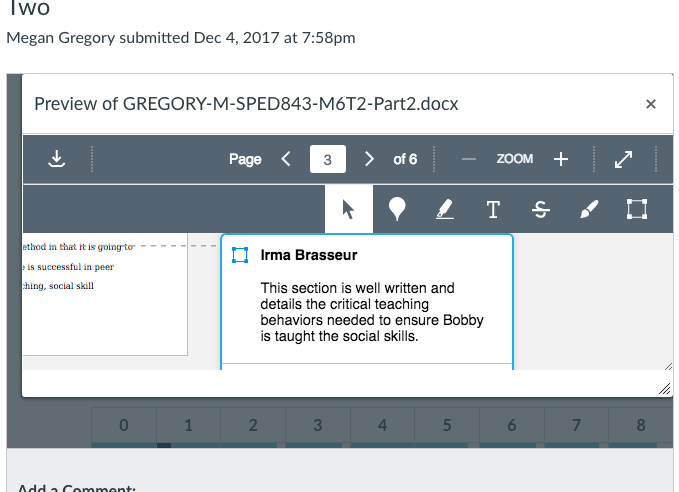 Two
Megan Gregory submitted Dec 4, 2017 at 7:58pm
Preview of GREGORY-M-SPED843-M6T2-Part2.docx ×
Page 3 of 6 ZOOM
T S
ethod in that it is going to
e is successful in peer
ching, social skill
Irma Brasseur
This section is well written and
details the critical teaching
behaviors needed to ensure Bobby
is taught the social skills.
0 1 2 3 4 5 6 7 8
Add a Comment: